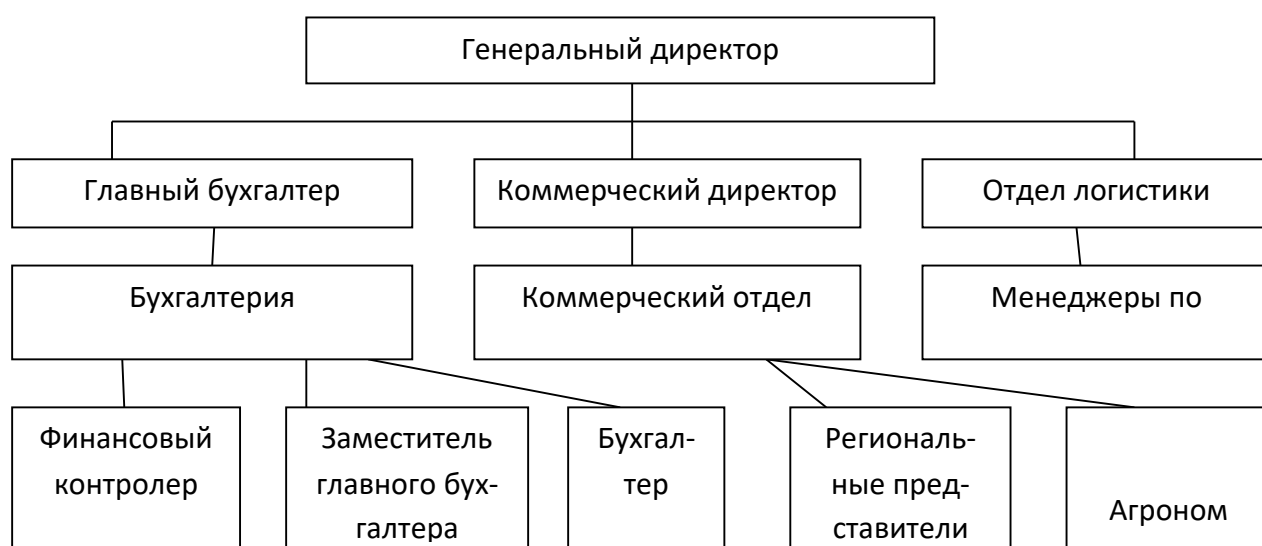 Генеральный директор
Главный бухгалтер
Коммерческий директор
Отдел логистики
Бухгалтерия
Коммерческий отдел
Менеджеры по
Финансовый
контролер
Заместитель
главного бух-
галтера
Бухгал-
тер
Региональ-
ные пред-
ставители
Агроном